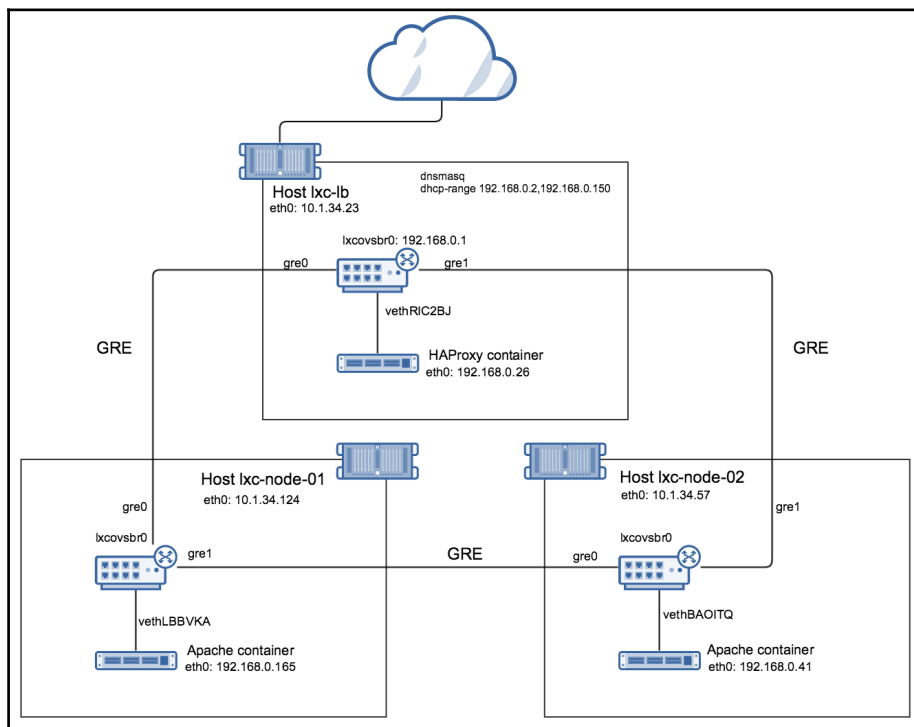 dnsmasq
dhcp-range 192.168.0.2,192.168.0.150
Host lxc-lb
eth0: 10.1.34.23
lxcovsbr0: 192.168.0.1
gre0
gre1
vethRIC2BJ
GRE
GRE
HAProxy container
eth0: 192.168.0.26
Host lxc-node-01
eth0: 10.1.34.124
Host lxc-node-02
eth0: 10.1.34.57
gre0
gre1
lxcovsbr0
lxcovsbr0
gre1
GRE
gre0
vethLBBVKA
vethBAOITQ
Apache container
eth0: 192.168.0.165
Apache container
eth0: 192.168.0.41